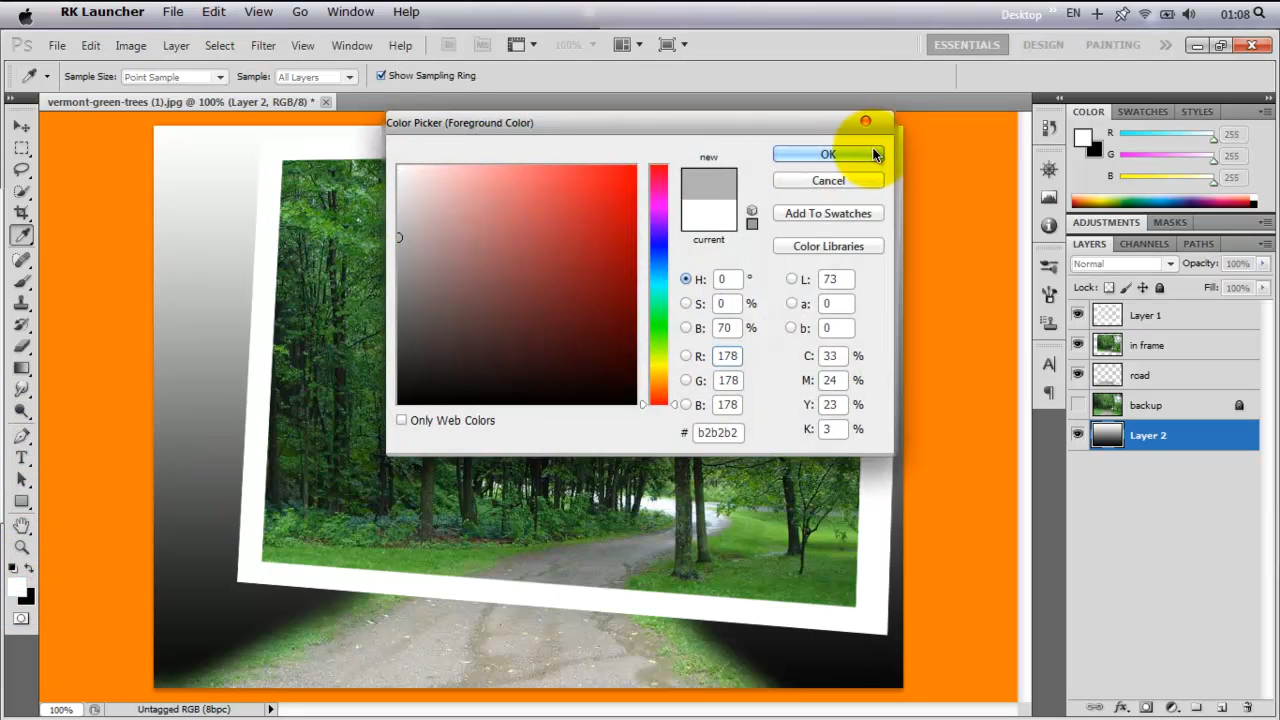 RK Launcher File Edit View Go Window Help Desktop EN 01:08
Ps File Edit Image Layer Select Filter View Window Help Br Mb 100% ESSENTIALS DESIGN PAINTING
Sample Size: Point Sample Sample: All Layers Show Sampling Ring
vermont-green-trees (1).jpg @ 100% (Layer 2, RGB/8) *
Color Picker (Foreground Color)
new
current
OK
Cancel
Add To Swatches
Color Libraries
H: 0 ° L: 73
S: 0 % a: 0
B: 70 % b: 0
R: 178 C: 33 %
G: 178 M: 24 %
B: 178 Y: 23 %
# b2b2b2 K: 3 %
Only Web Colors
COLOR SWATCHES STYLES
R 255
G 255
B 255
ADJUSTMENTS MASKS
LAYERS CHANNELS PATHS
Normal Opacity: 100%
Lock: Fill: 100%
Layer 1
in frame
road
backup
Layer 2
100% Untagged RGB (8bpc)